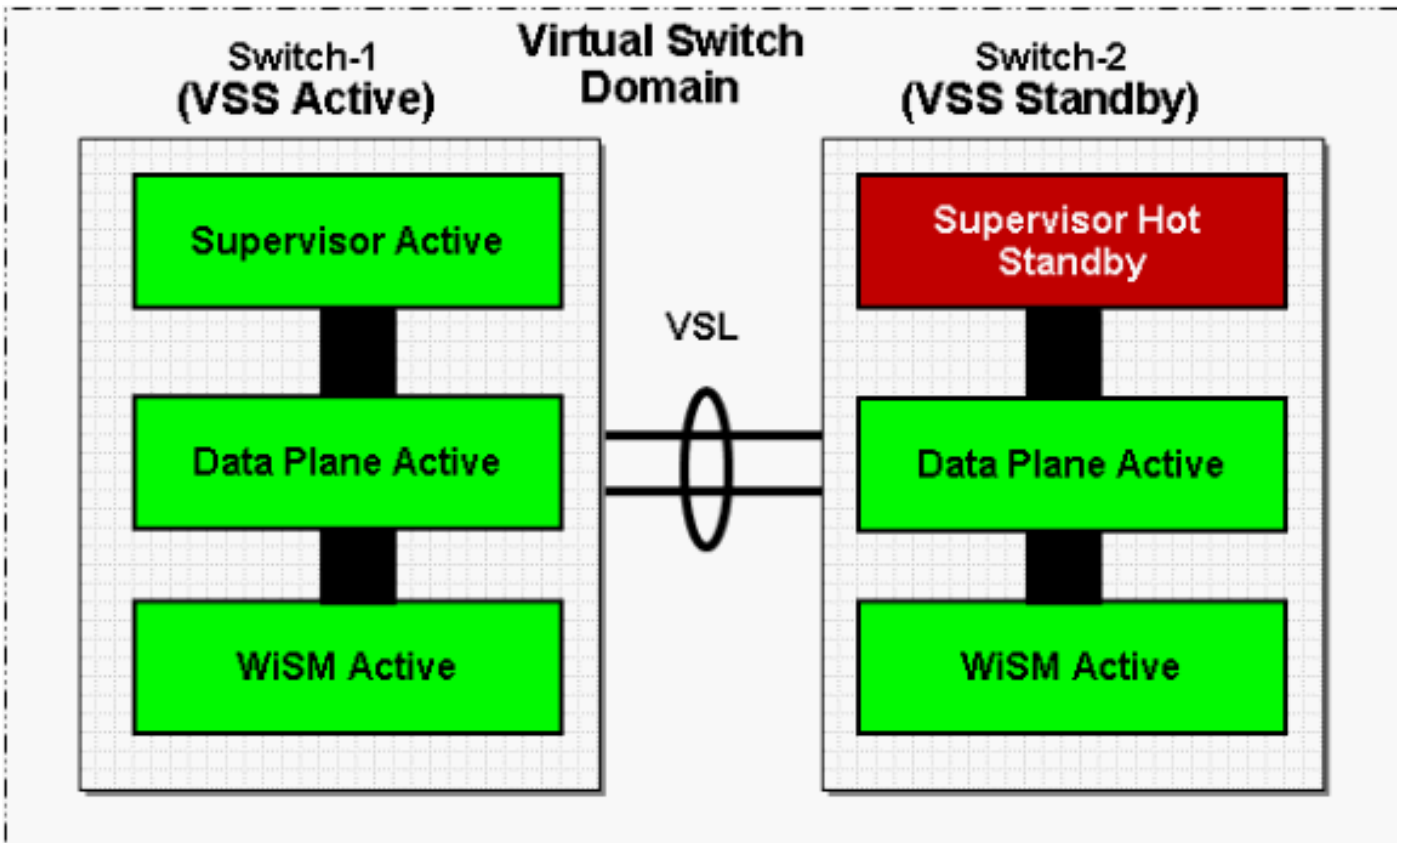 Virtual Switch
Domain
Switch-1
(VSS Active)
Switch-2
(VSS Standby)
Supervisor Active
Data Plane Active
WiSM Active
VSL
Supervisor Hot
Standby
Data Plane Active
WiSM Active